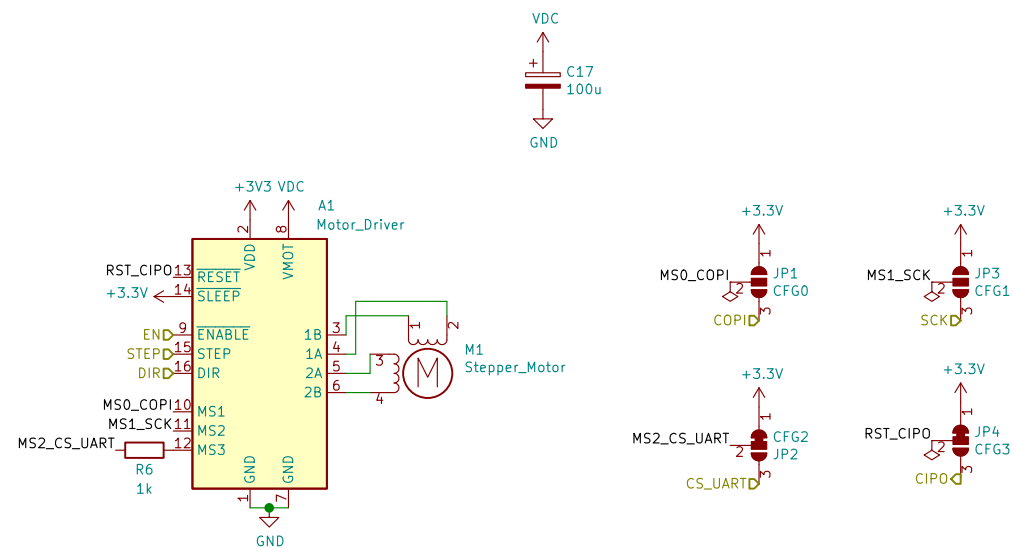 VDC
+
C17
100u
GND
+3V3 VDC
A1
Motor_Driver
2 8
VDD VMOT
RST_CIPO 13 RESET
+3.3V 14 SLEEP
EN 9 ENABLE
STEP 15 STEP
DIR 16 DIR
MS0_COPI 10 MS1
MS1_SCK 11 MS2
MS2_CS_UART 12 MS3
R6
1k
1B 3
1A 4
2A 5
2B 6
GND GND
1 7
GND
1 2
3
4
M
M1
Stepper_Motor
+3.3V
1
MS0_COPI
2
JP1
CFG0
3
COPI
+3.3V
1
MS1_SCK
2
JP3
CFG1
3
SCK
+3.3V
1
MS2_CS_UART
2
CFG2
JP2
3
CS_UART
+3.3V
1
RST_CIPO
2
JP4
CFG3
3
CIPO